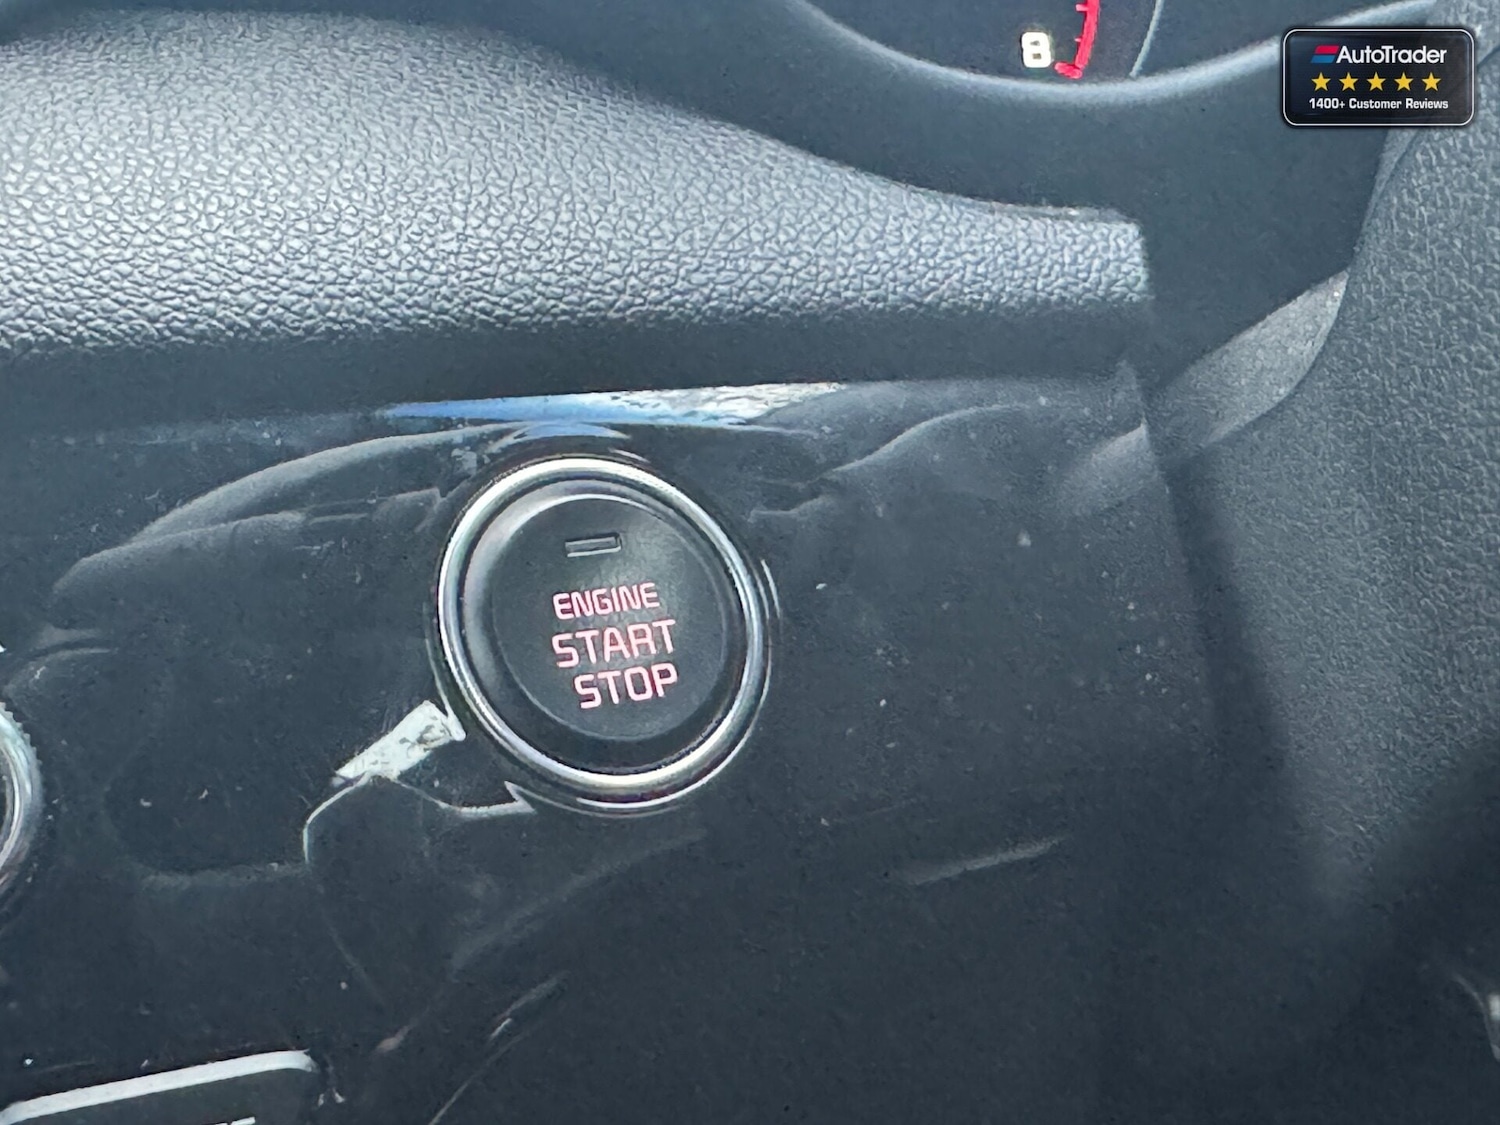 8
AutoTrader
1400+ Customer Reviews
ENGINE
START
STOP